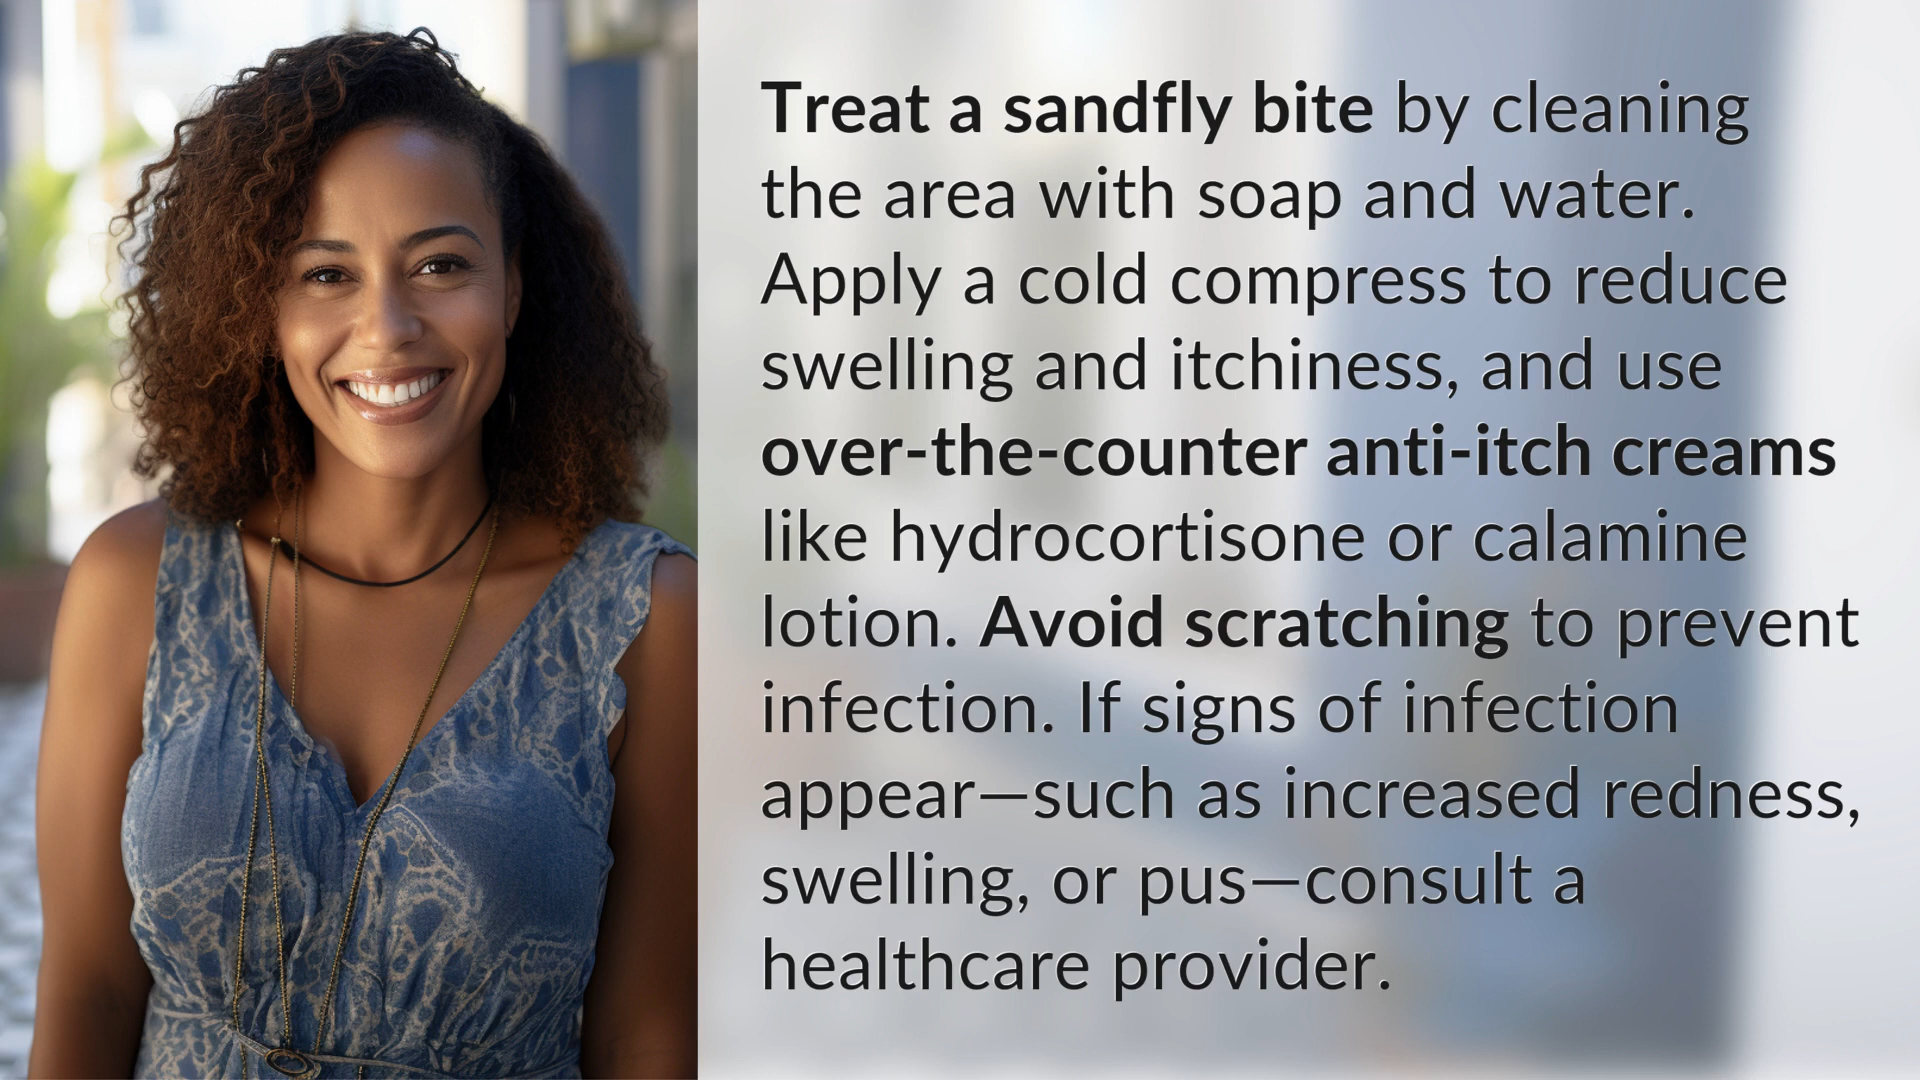 Treat a sandfly bite by cleaning
the area with soap and water.
Apply a cold compress to reduce
swelling and itchiness, and use
over-the-counter anti-itch creams
like hydrocortisone or calamine
lotion. Avoid scratching to prevent
infection. If signs of infection
appear—such as increased redness,
swelling, or pus—consult a
healthcare provider.